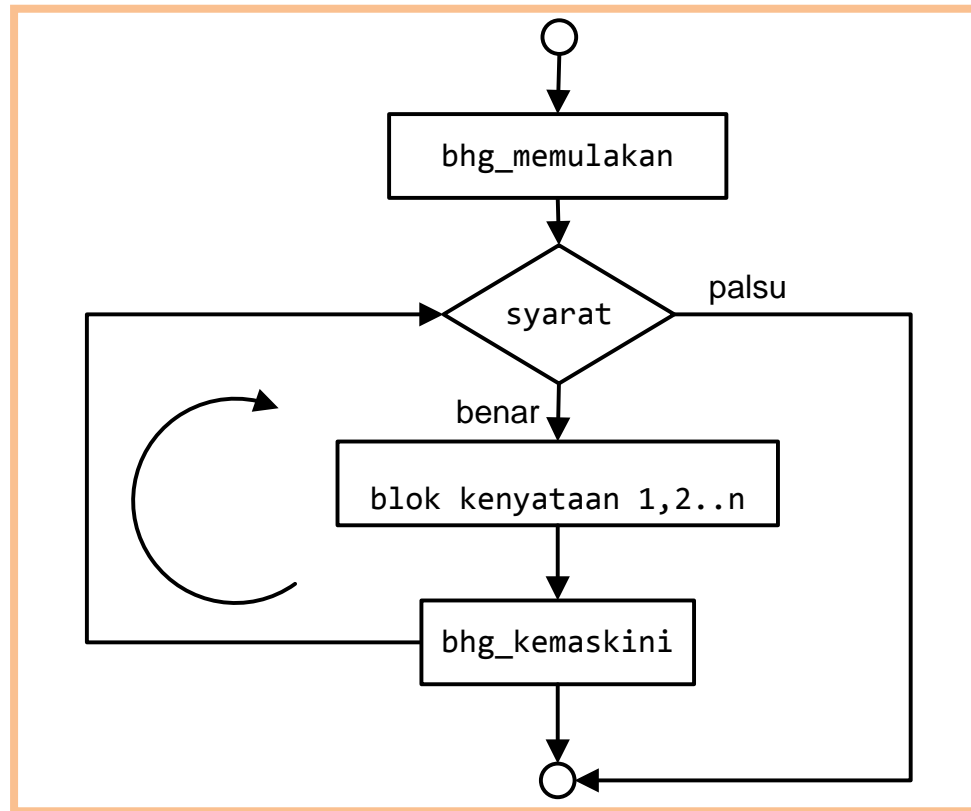 bhg_memulakan
syarat
palsu
benar
blok kenyataan 1,2..n
bhg_kemaskini